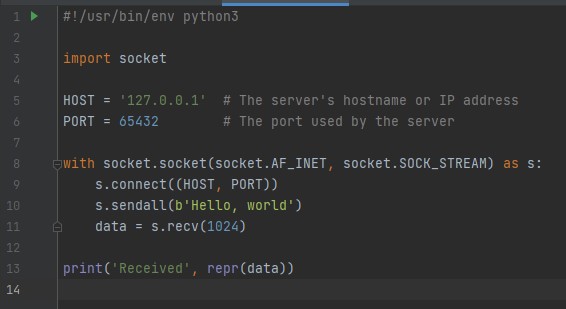 1 #!/usr/bin/env python3
2
3 import socket
4
5 HOST = '127.0.0.1'  # The server's hostname or IP address
6 PORT = 65432        # The port used by the server
7
8 with socket.socket(socket.AF_INET, socket.SOCK_STREAM) as s:
9     s.connect((HOST, PORT))
10     s.sendall(b'Hello, world')
11     data = s.recv(1024)
12
13 print('Received', repr(data))
14